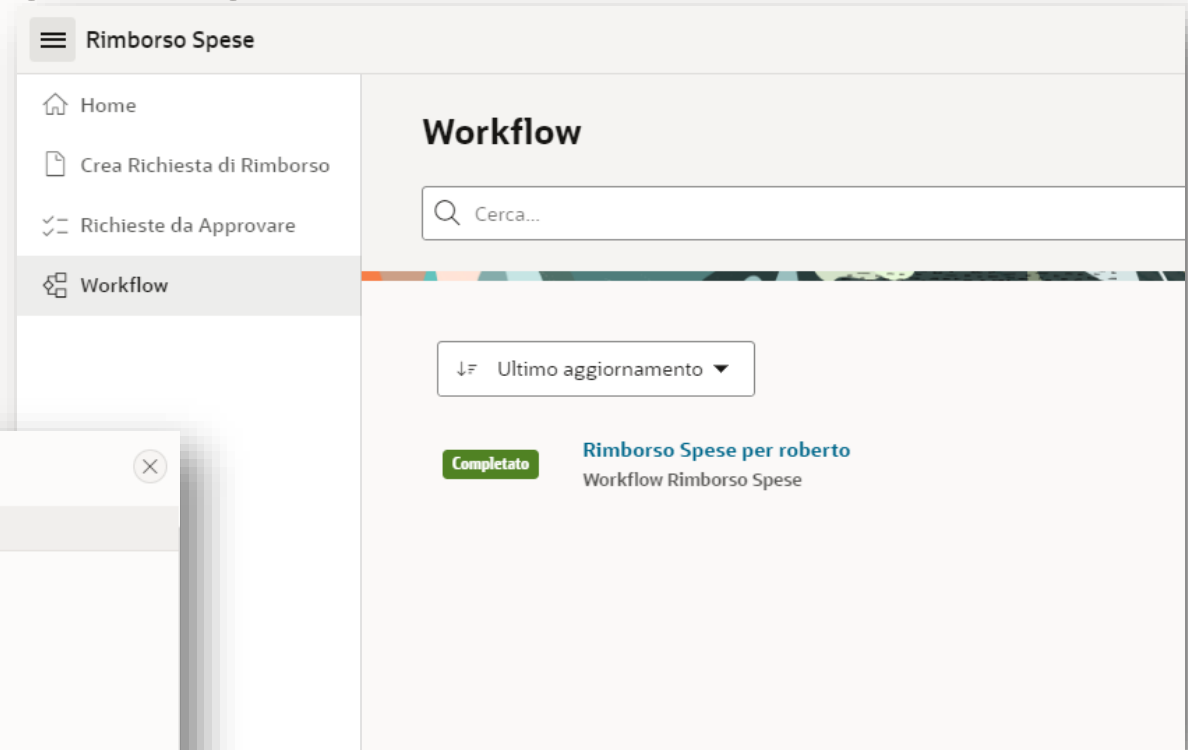 Rimborso Spese
Home
Crea Richiesta di Rimborso
Richieste da Approvare
Workflow
Workflow
Cerca...
Ultimo aggiornamento
Completato
Rimborso Spese per roberto
Workflow Rimborso Spese